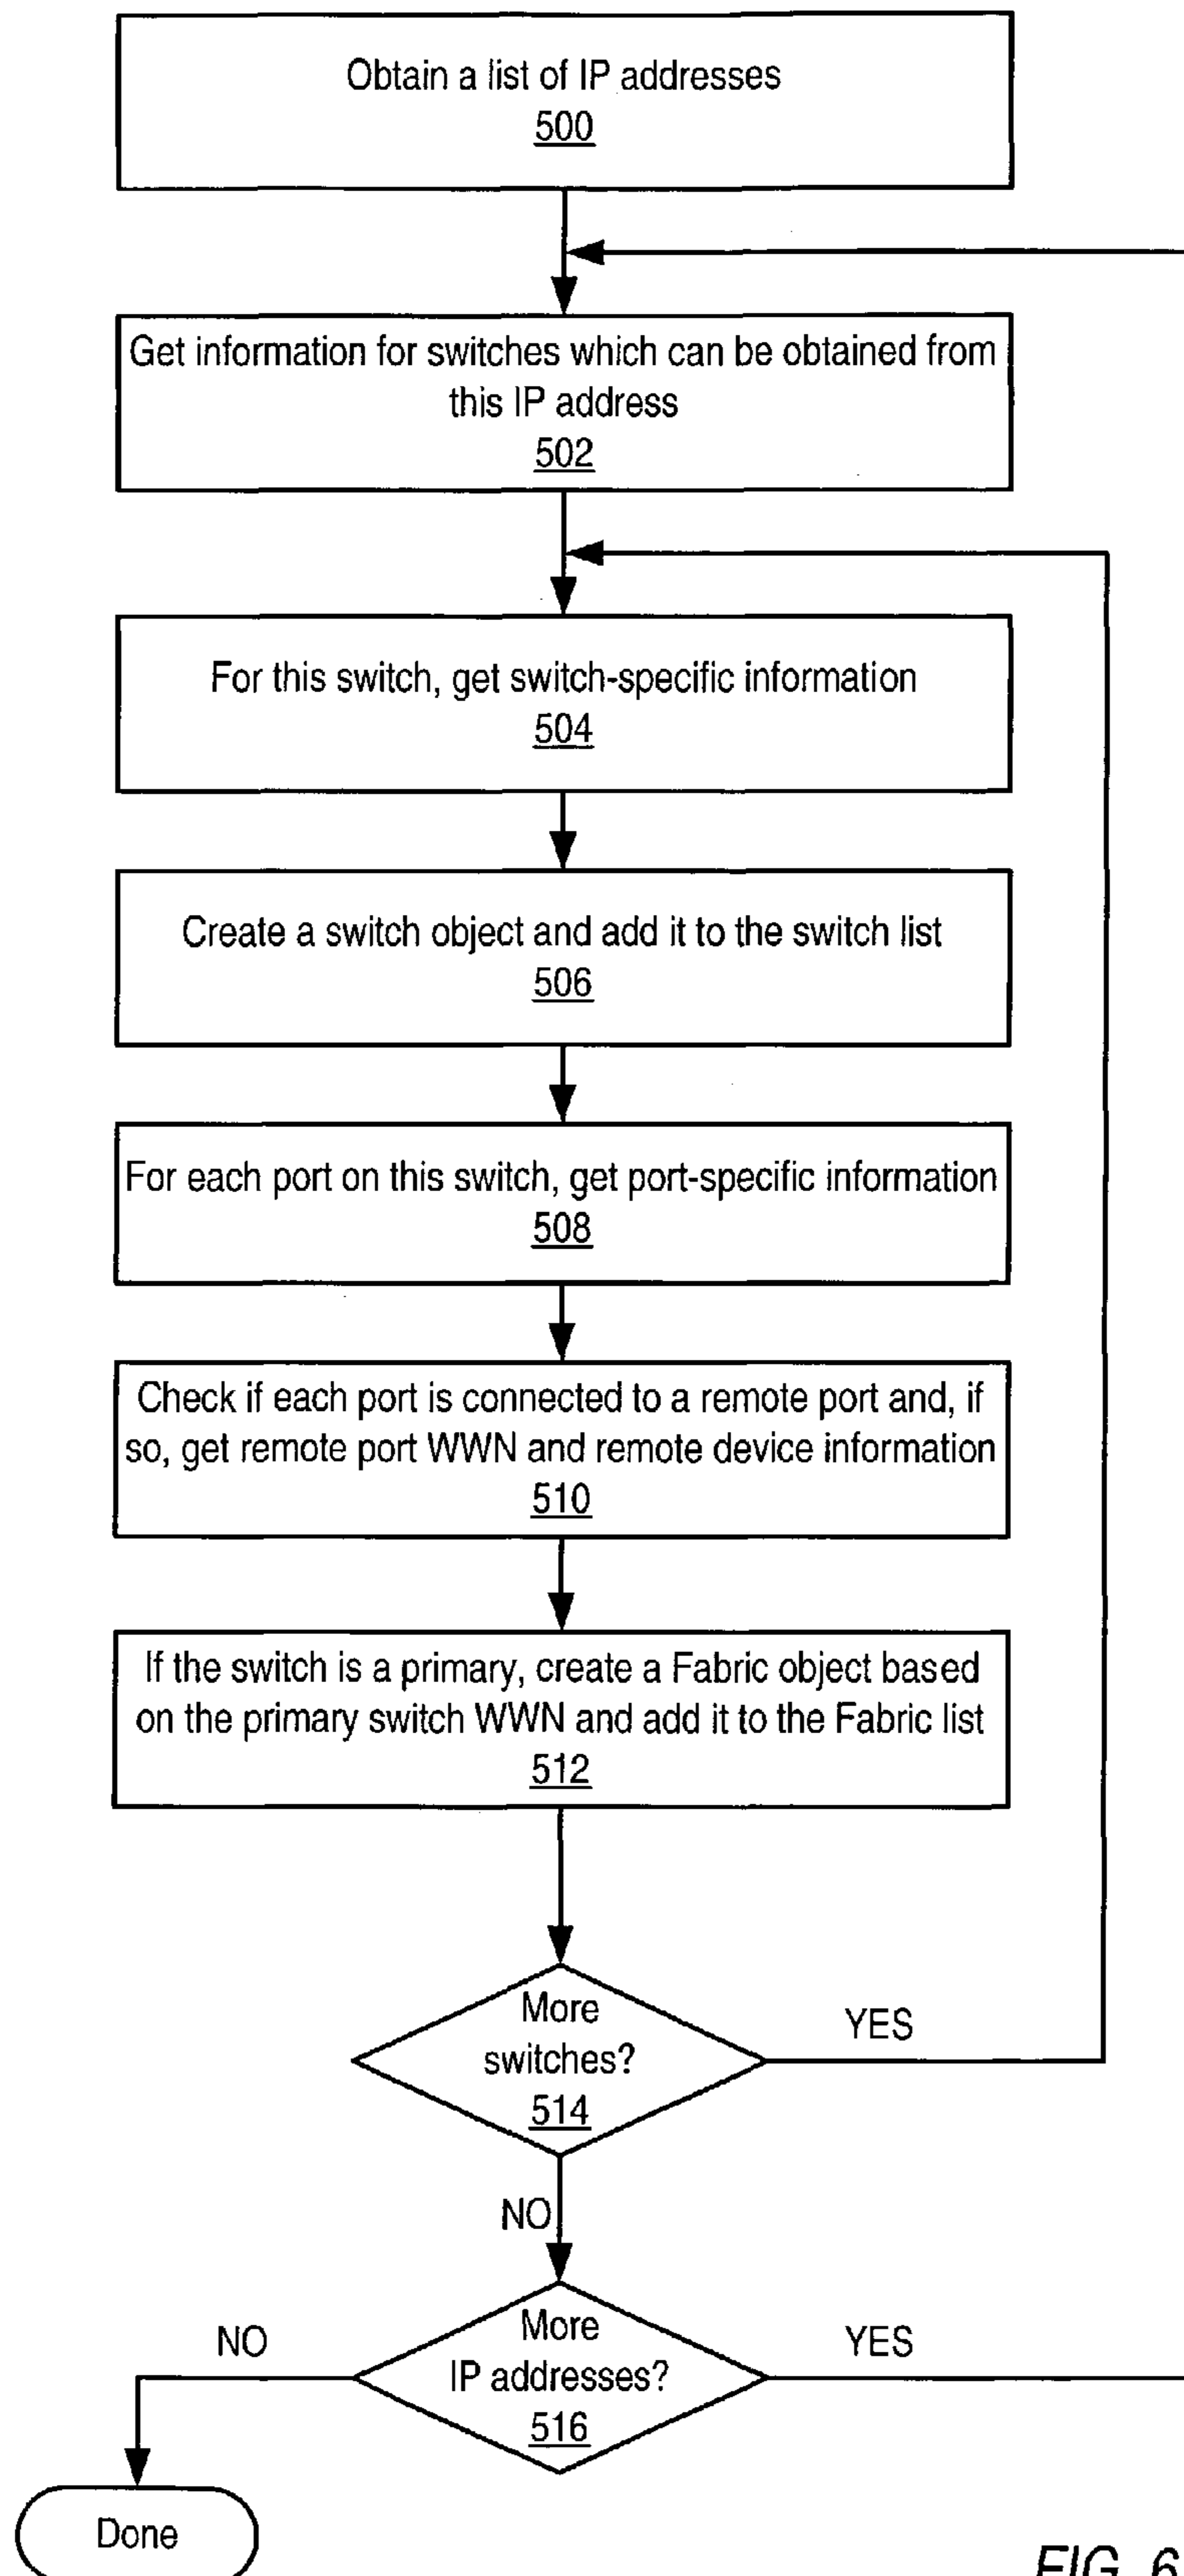 Obtain a list of IP addresses
500
Get information for switches which can be obtained from
this IP address
502
For this switch, get switch-specific information
504
Create a switch object and add it to the switch list
506
For each port on this switch, get port-specific information
508
Check if each port is connected to a remote port and, if
so, get remote port WWN and remote device information
510
If the switch is a primary, create a Fabric object based
on the primary switch WWN and add it to the Fabric list
512
More
switches?
514
YES
NO
More
IP addresses?
516
NO
YES
Done
FIG. 6